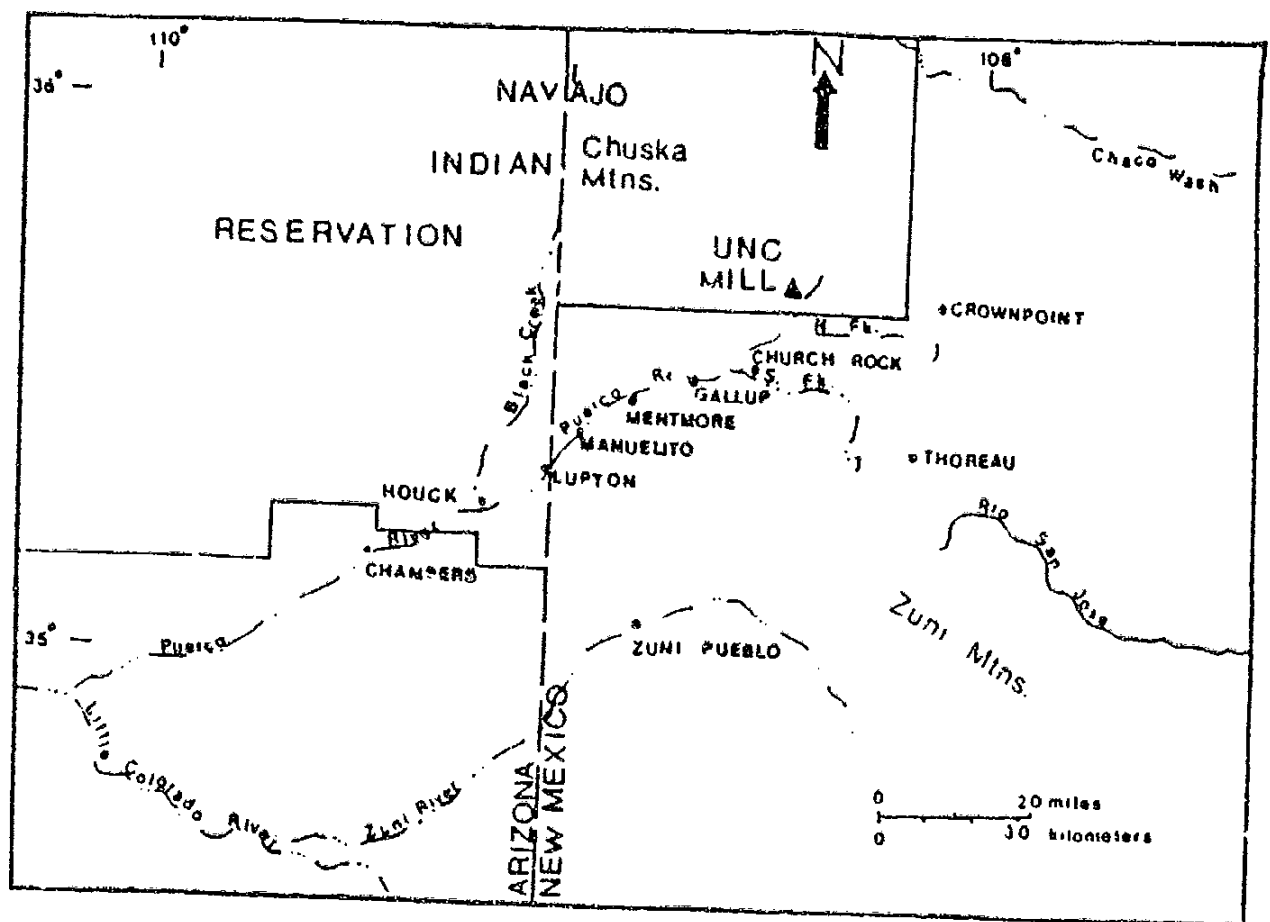 110°
108°
36°
N
NAVAJO
INDIAN
RESERVATION
Chuska
Mtns.
Chaco Wash
UNC
MILL
CROWNPOINT
N. Fk.
CHURCH ROCK
S. Fk.
Black Creek
Puerco Ri
GALLUP
MENTMORE
MANUELITO
THOREAU
LUPTON
HOUCK
River
CHAMBERS
Rio San Jose
Zuni Mtns.
35°
Puerco
ZUNI PUEBLO
Little
Colorado River
Zuni River
ARIZONA
NEW MEXICO
0 20 miles
0 30 kilometers